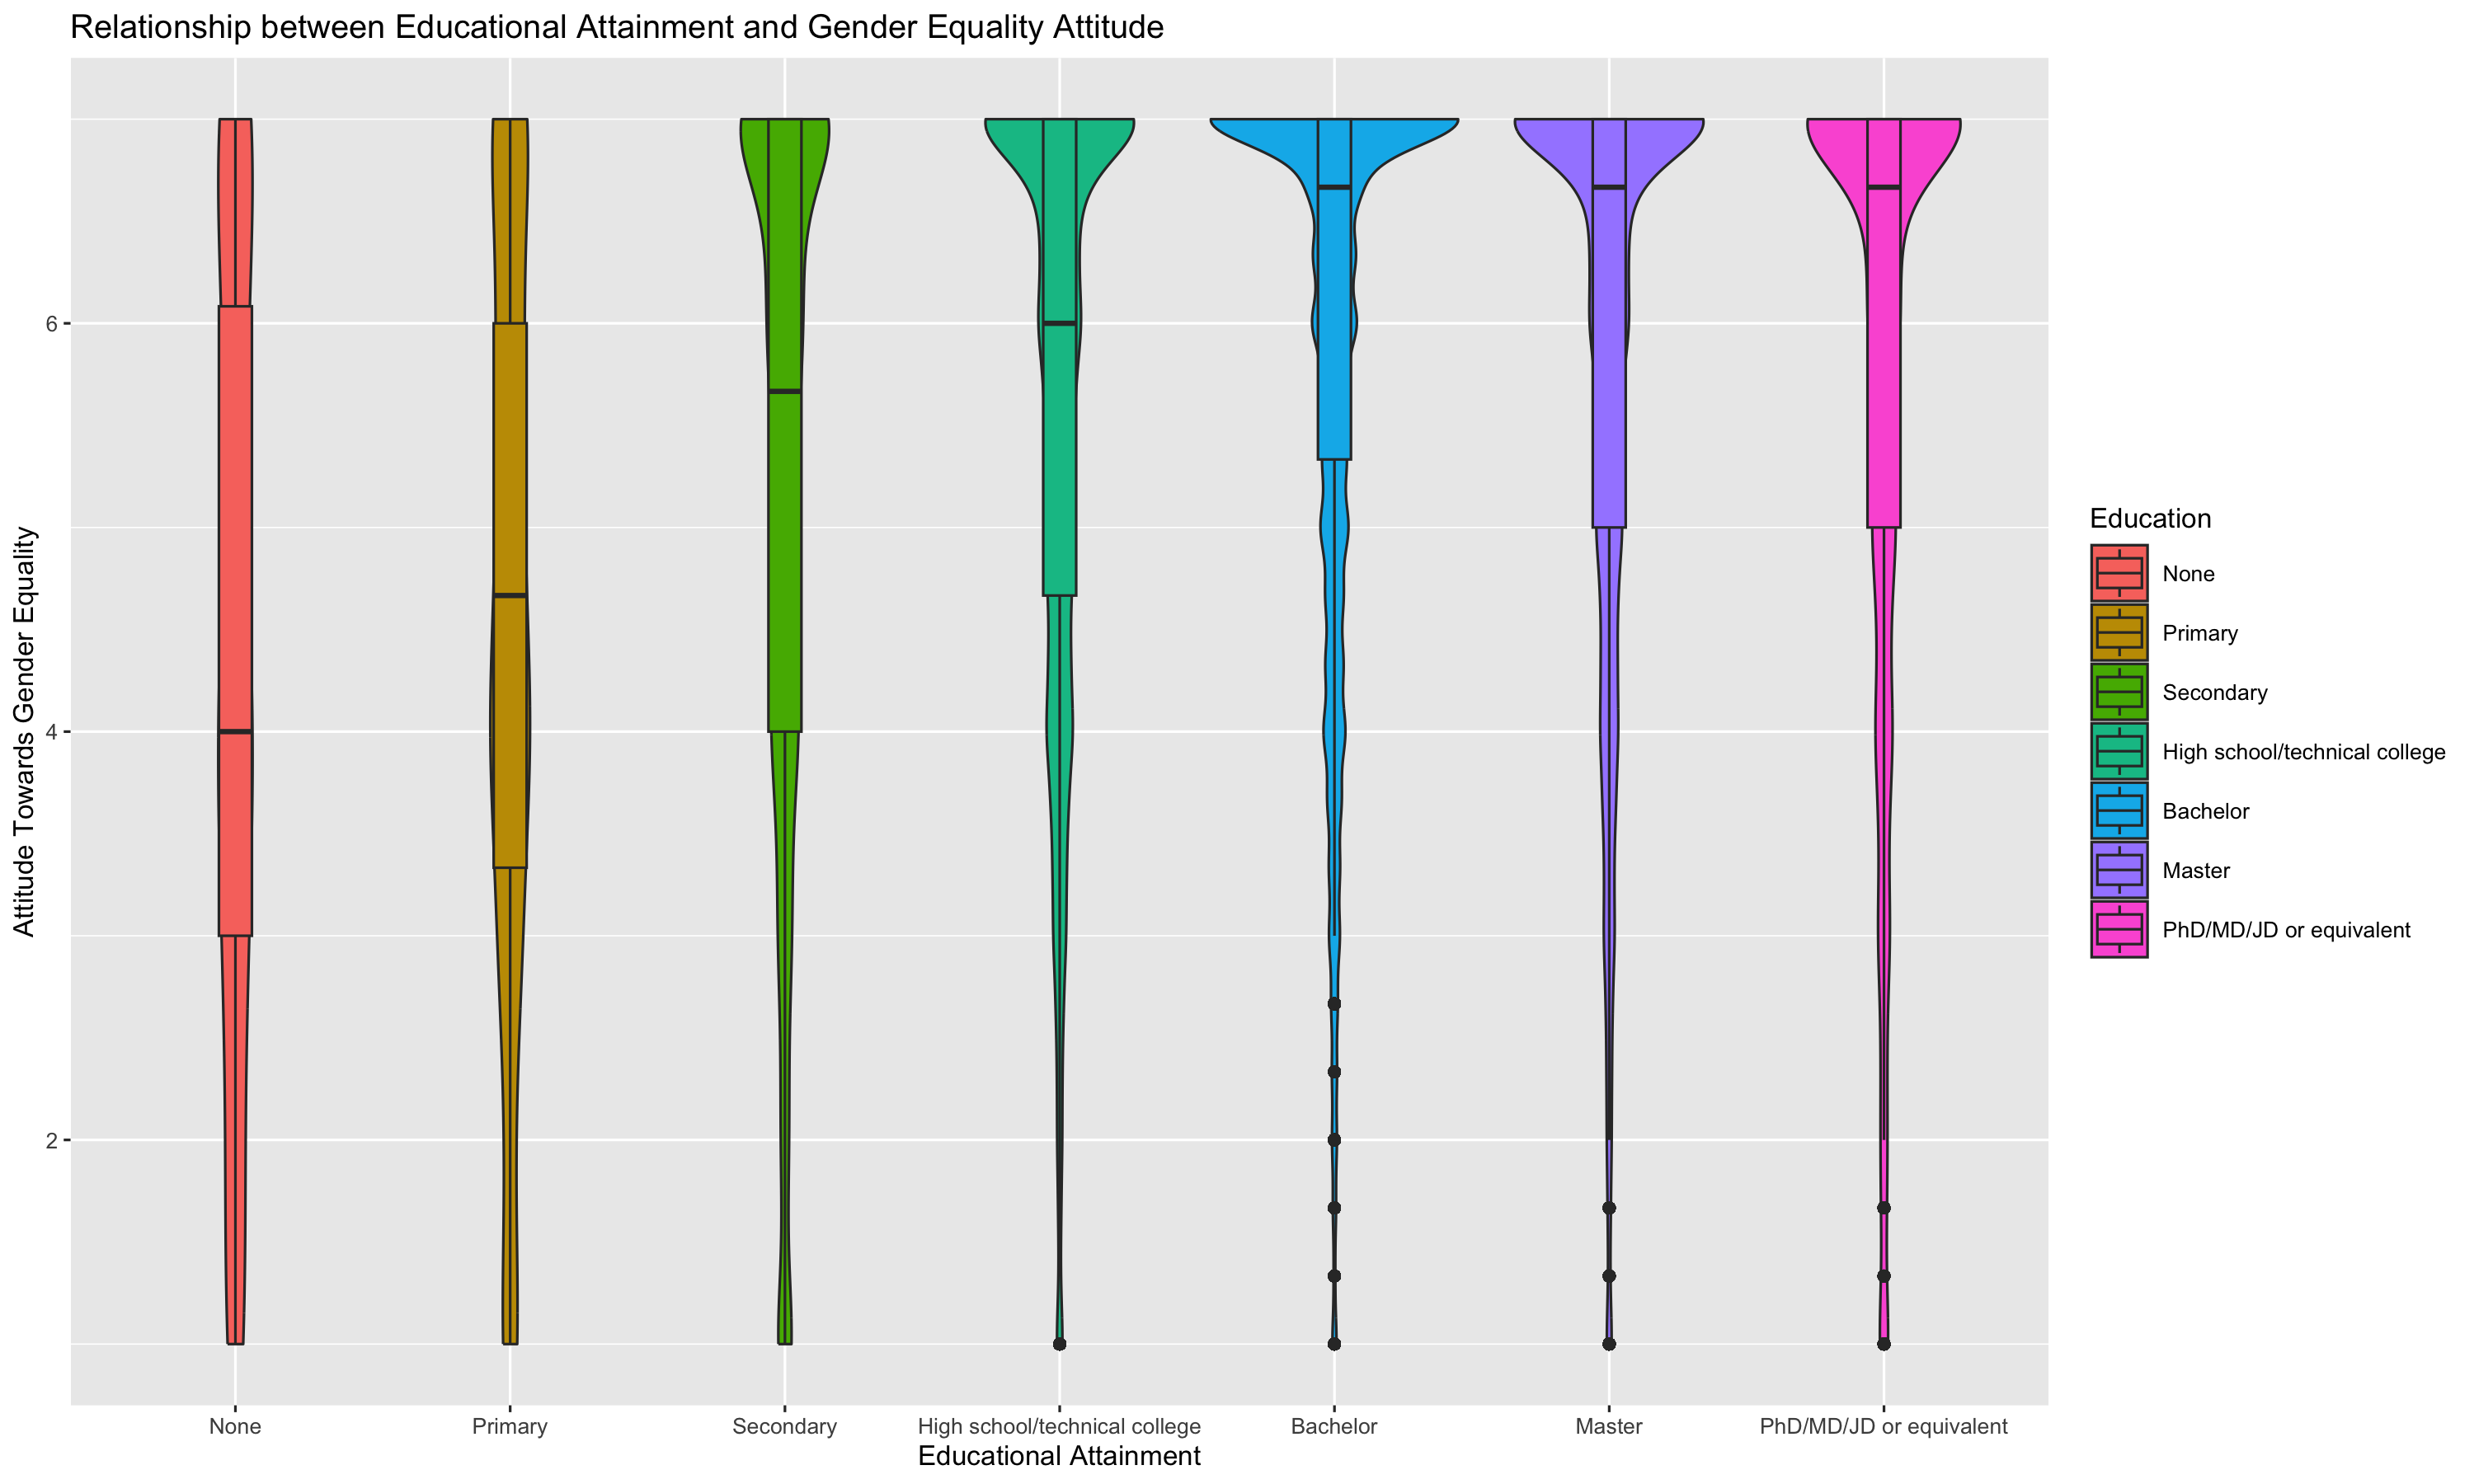 Relationship between Educational Attainment and Gender Equality Attitude
Attitude Towards Gender Equality
6
4
2
None
Primary
Secondary
High school/technical college
Bachelor
Master
PhD/MD/JD or equivalent
Educational Attainment
Education
None
Primary
Secondary
High school/technical college
Bachelor
Master
PhD/MD/JD or equivalent